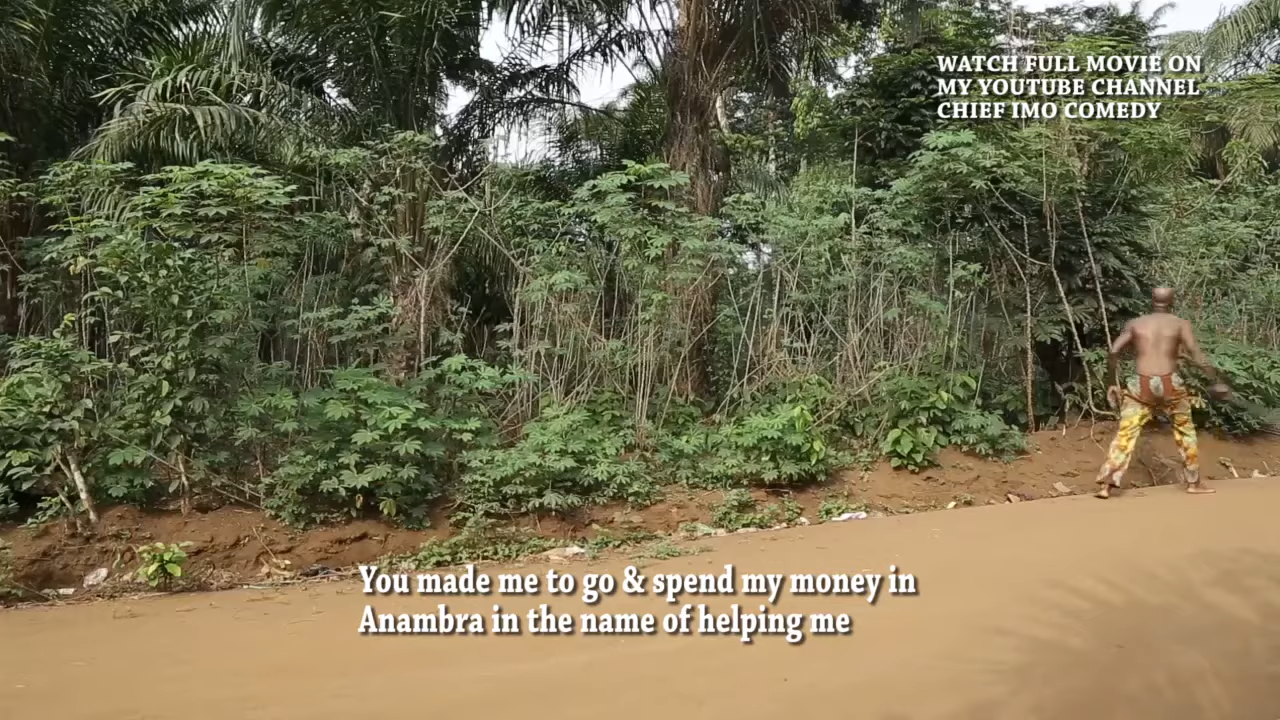 WATCH FULL MOVIE ON
MY YOUTUBE CHANNEL
CHIEF IMO COMEDY
You made me to go & spend my money in
Anambra in the name of helping me